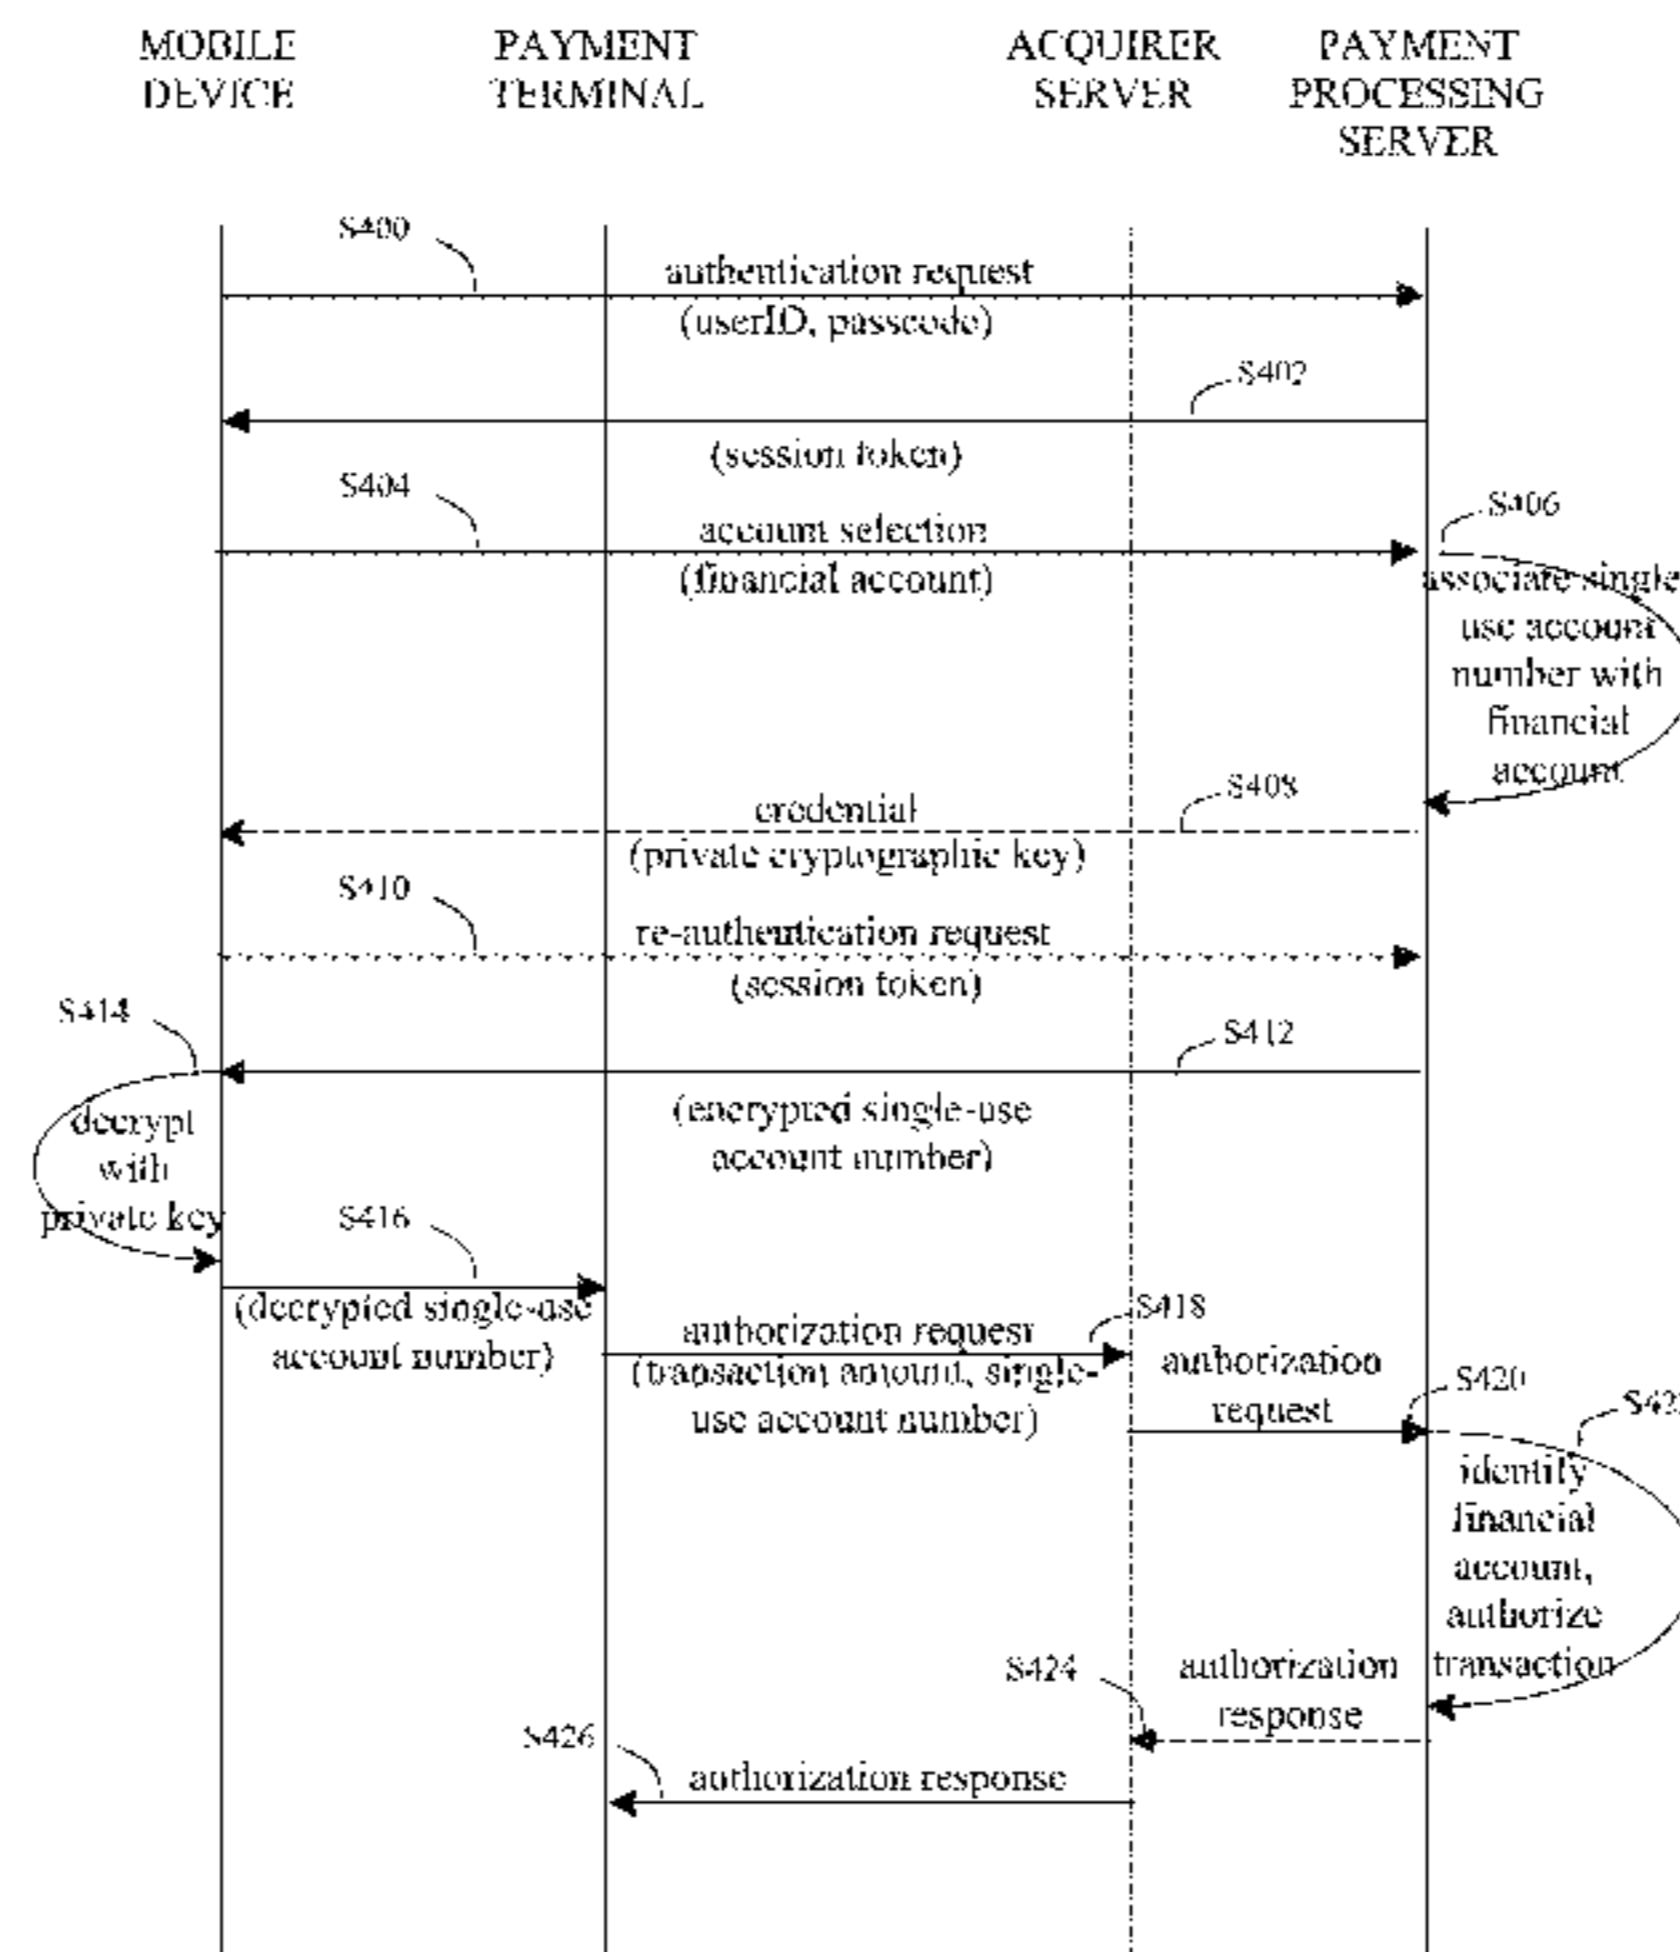 MOBILE
DEVICE
PAYMENT
TERMINAL
ACQUIRER
SERVER
PAYMENT
PROCESSING
SERVER
S400
authentication request
(userID, passcode)
S402
(session token)
S404
account selection
(financial account)
S406
associate single
use account
number with
financial
account
S408
credential
(private cryptographic key)
S410
re-authentication request
(session token)
S414
decrypt
with
private key
S412
(encrypted single-use
account number)
S416
(decrypted single-use
account number)
S418
authorization request
(transaction amount, single-
use account number)
authorization
request
S420
identify
financial
account,
authorize
transaction
S424
authorization
response
S426
authorization response